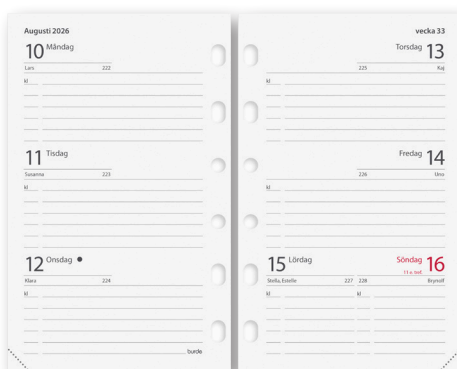 Augusti 2026
10 Måndag
Lars 222
kl
11 Tisdag
Susanna 223
kl
12 Onsdag
Klara 224
kl
burde
vecka 33
Torsdag 13
225 Kaj
kl
Fredag 14
226 Uno
kl
15 Lördag
Stella, Estelle 227
kl
Söndag 16
11 e. tref.
228 Brynolf
kl